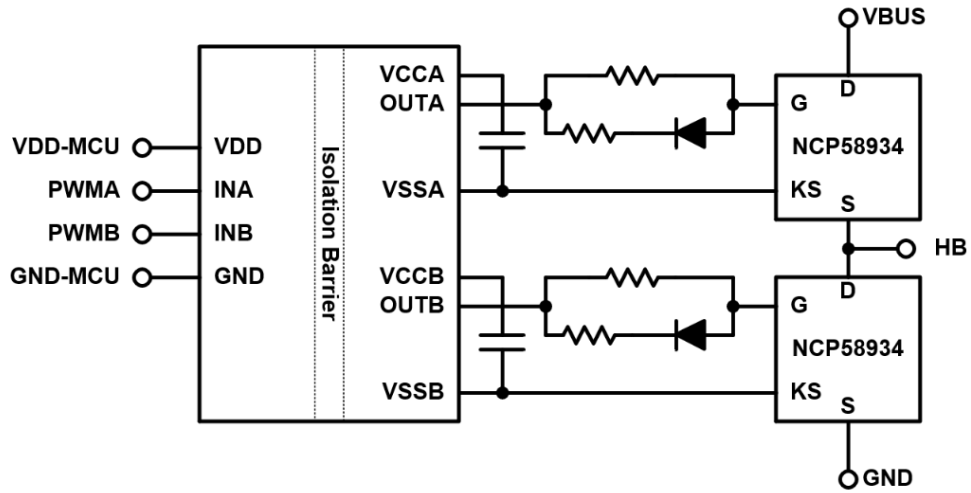 VBUS
VCCA
OUTA
G
D
NCP58934
VDD-MCU
VDD
PWMA
INA
VSSA
KS
S
PWMB
INB
HB
GND-MCU
GND
Isolation Barrier
VCCB
OUTB
G
D
NCP58934
VSSB
KS
S
GND